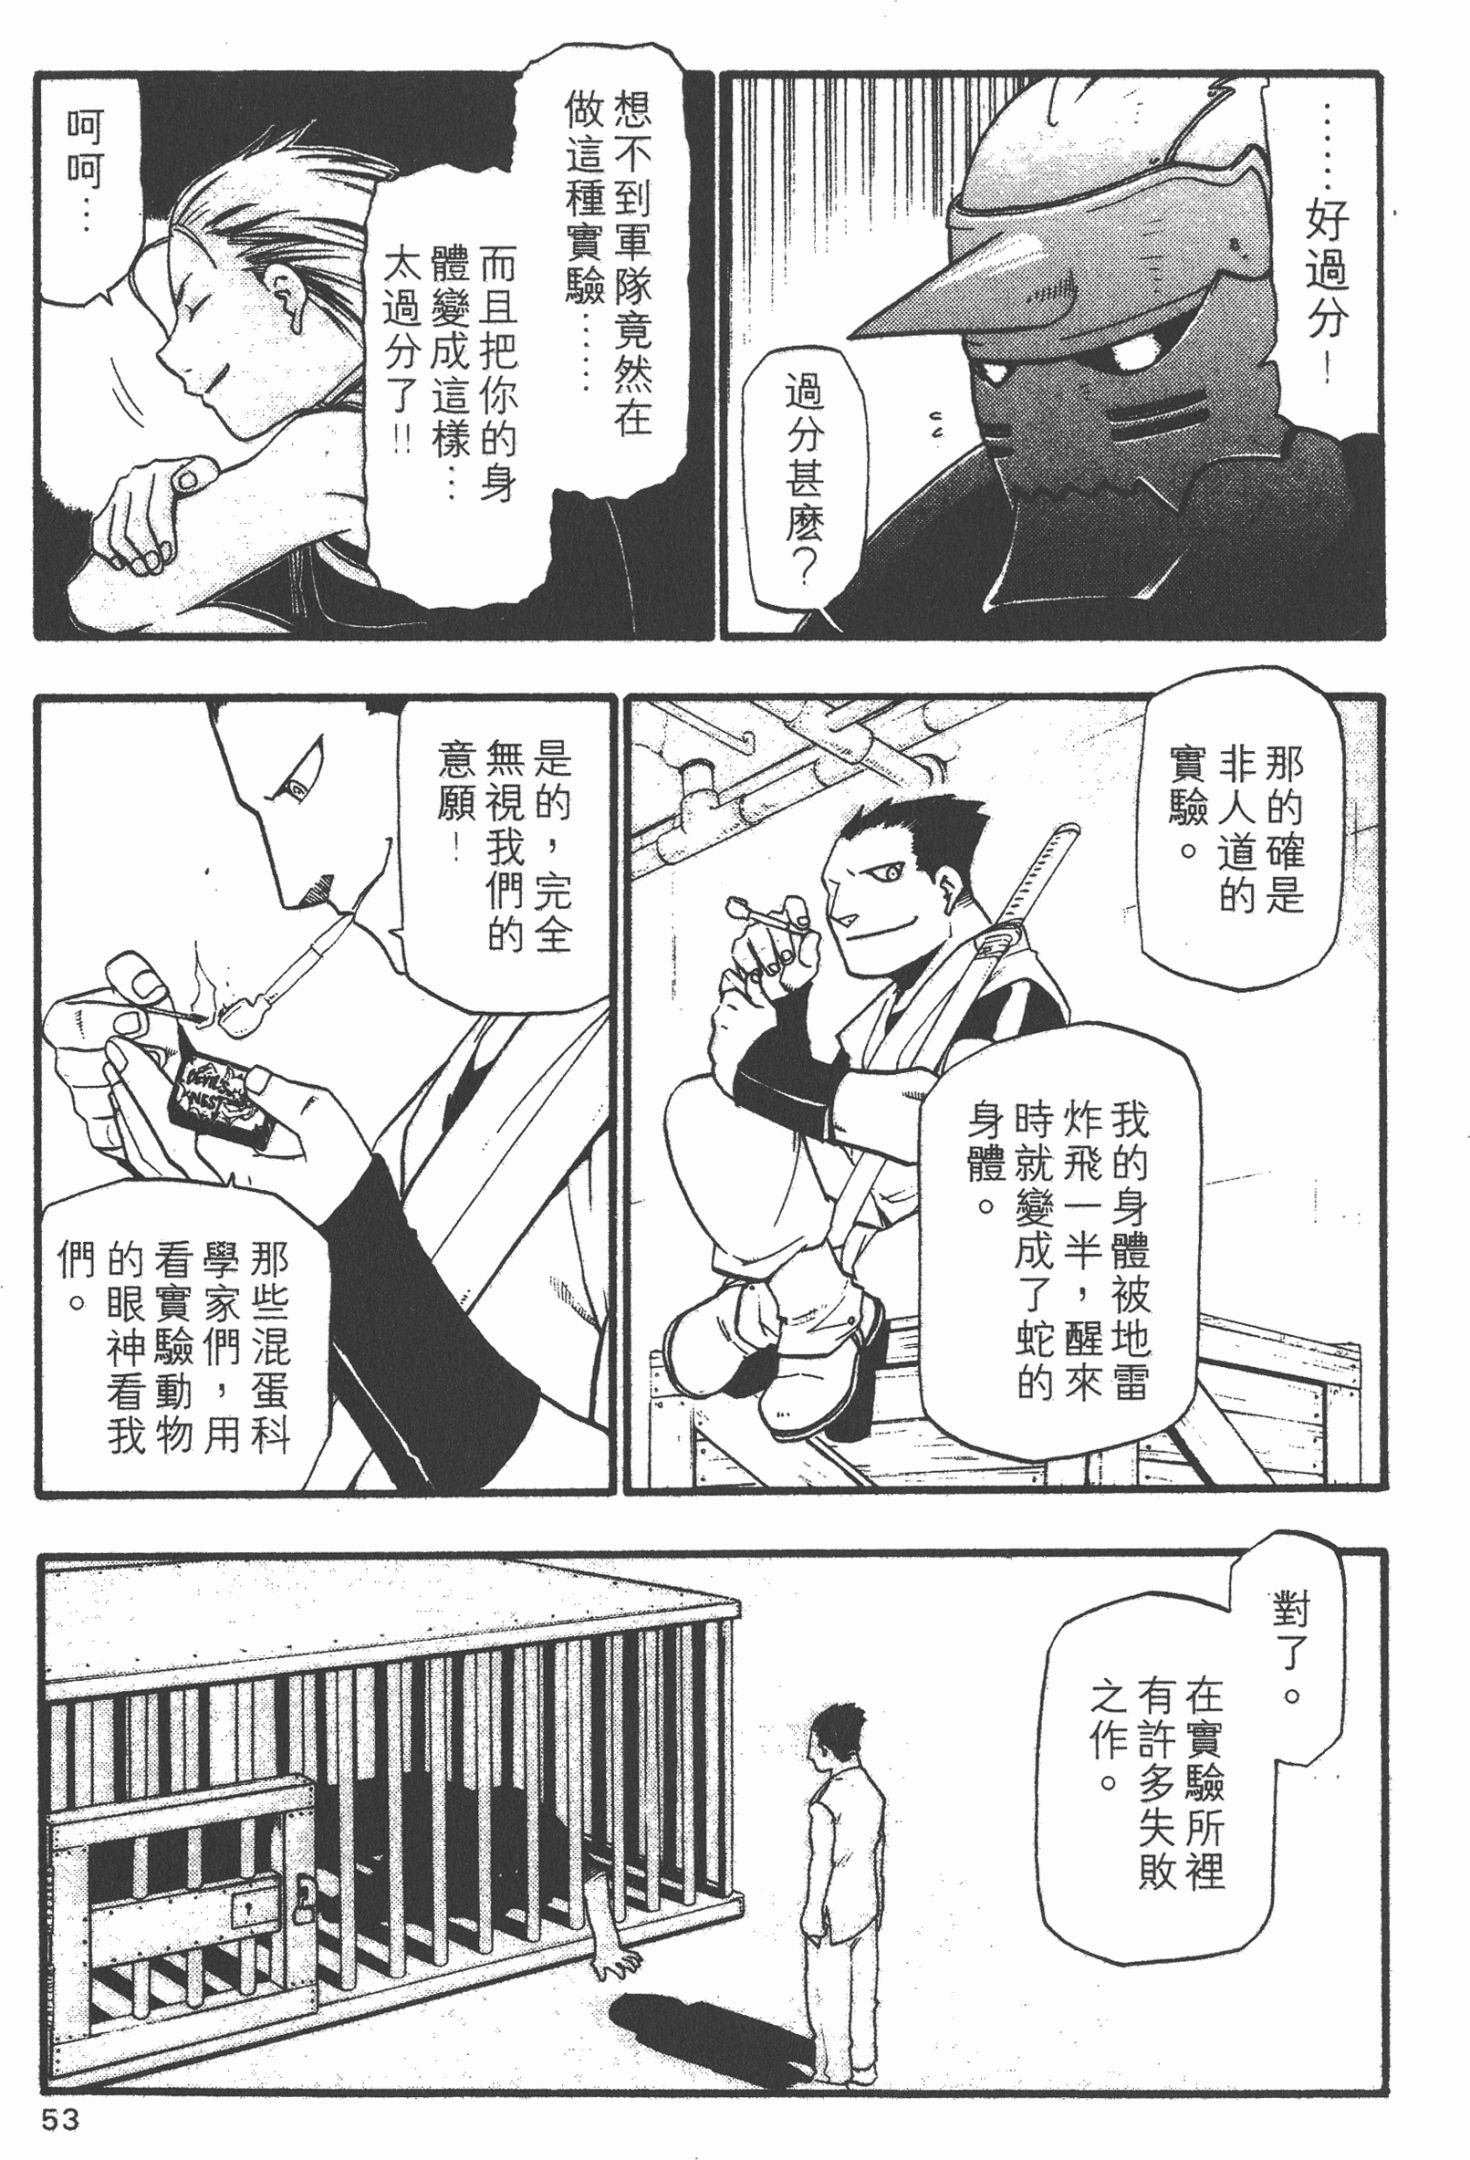 ……好過分！
過分甚麼？
想不到軍隊竟然在
做這種實驗……
而且把你的身
體變成這樣…
太過分了!!
呵呵…
那的確是
非人道的
實驗。
我的身體被地雷
炸飛一半，醒來
時就變成了蛇的
身體。
是的，完全
無視我們的
意願！
DEVIL'S
NEST
那些混蛋科
學家們，用
看實驗動物
的眼神看我
們。
對了。
在實驗所裡
有許多失敗
之作。
53